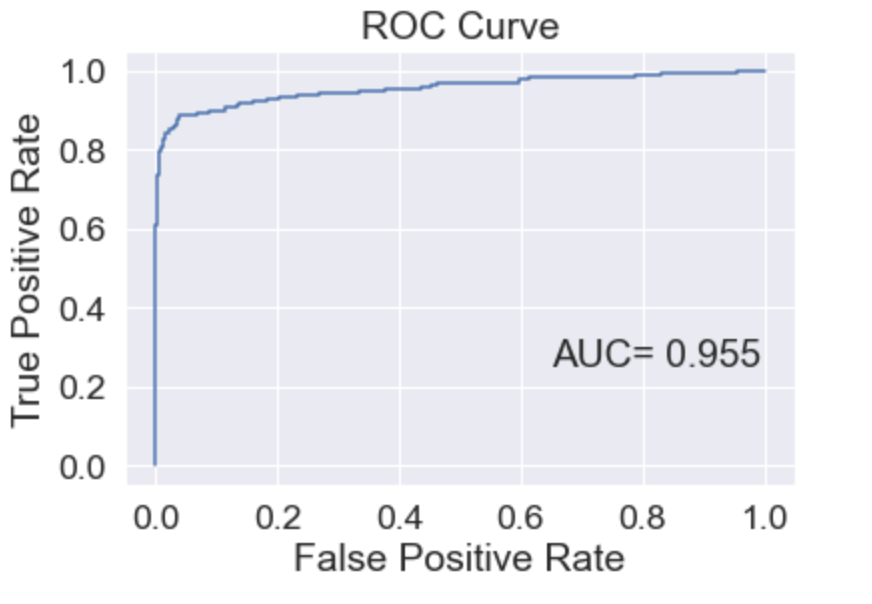 ROC Curve
True Positive Rate
1.0
0.8
0.6
0.4
0.2
0.0
AUC= 0.955
0.0 0.2 0.4 0.6 0.8 1.0
False Positive Rate